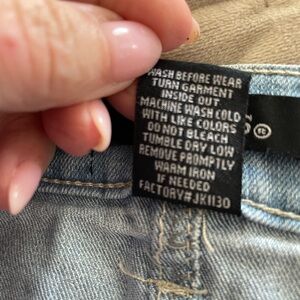 WASH BEFORE WEAR
TURN GARMENT
INSIDE OUT
MACHINE WASH COLD
WITH LIKE COLORS
DO NOT BLEACH
TUMBLE DRY LOW
REMOVE PROMPTLY
WARM IRON
IF NEEDED
FACTORY#JK1130